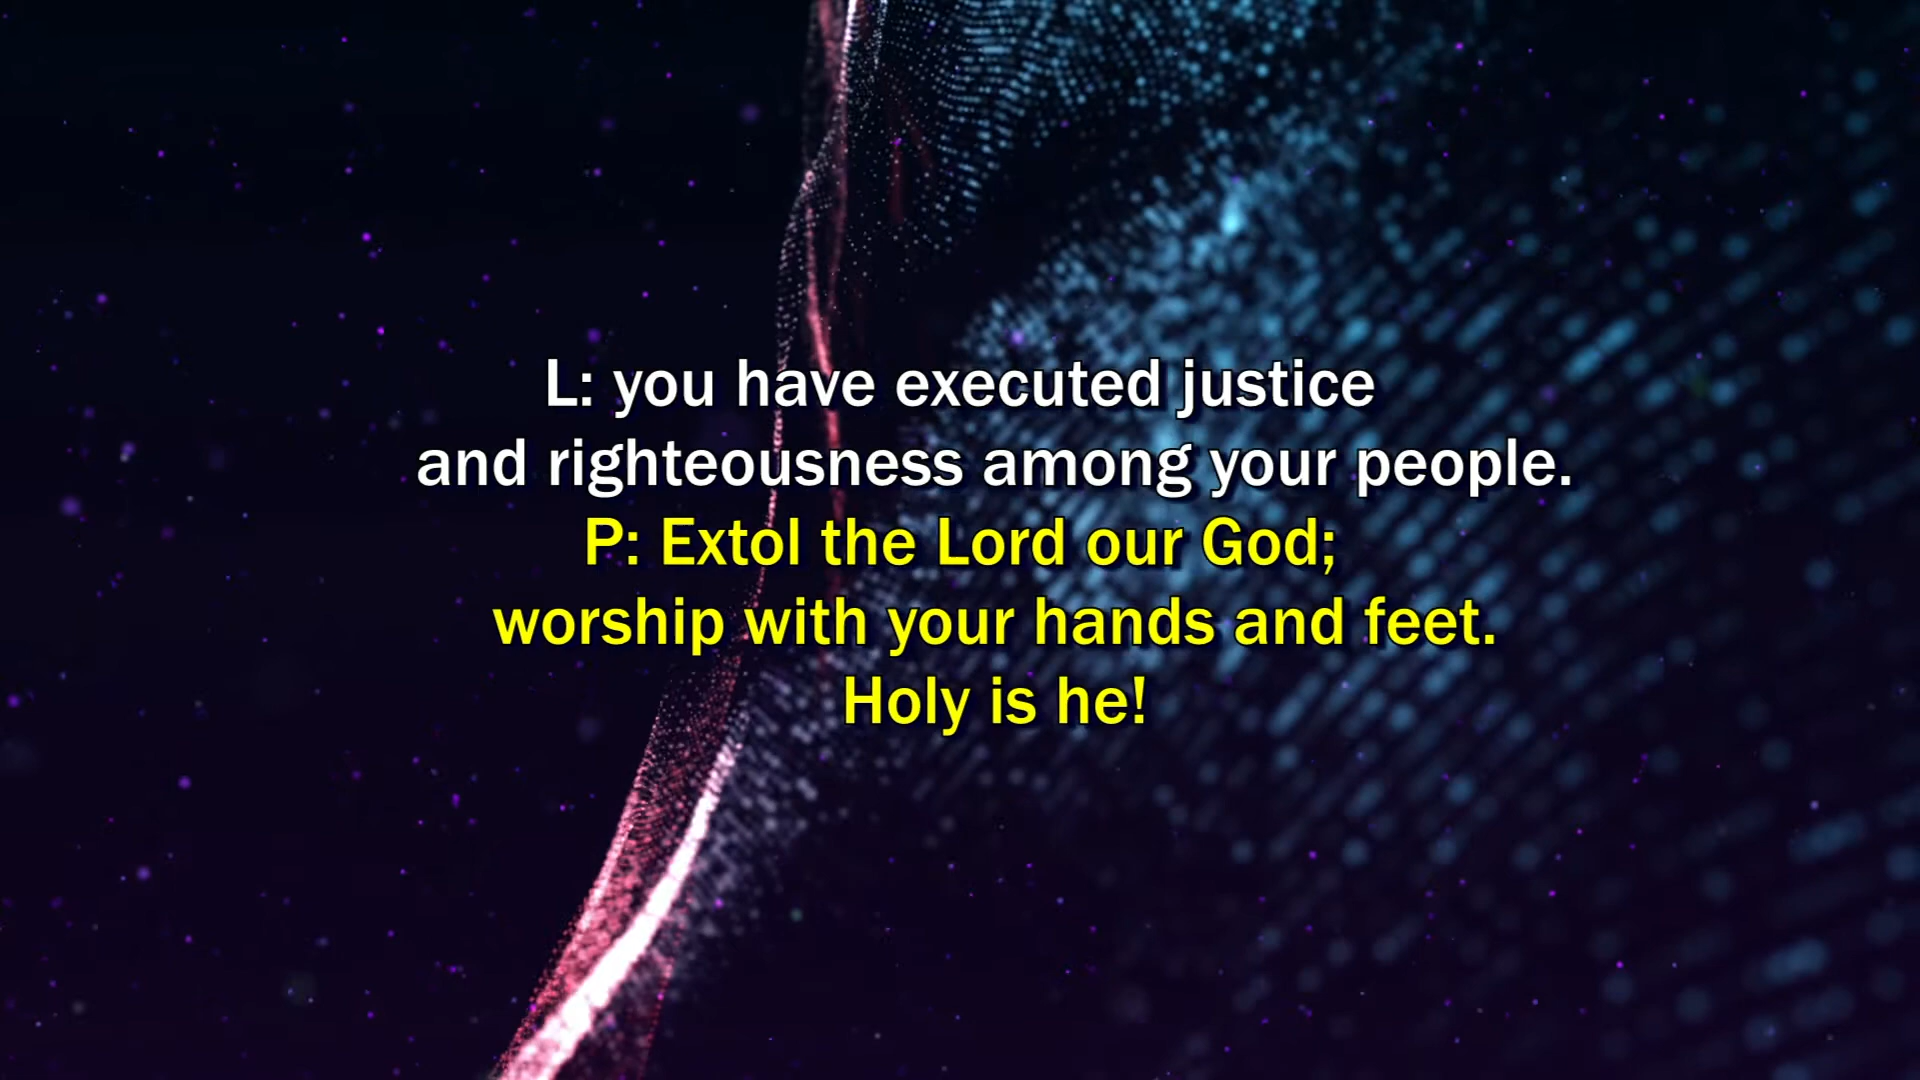 L: you have executed justice
and righteousness among your people.
P: Extol the Lord our God;
worship with your hands and feet.
Holy is he!